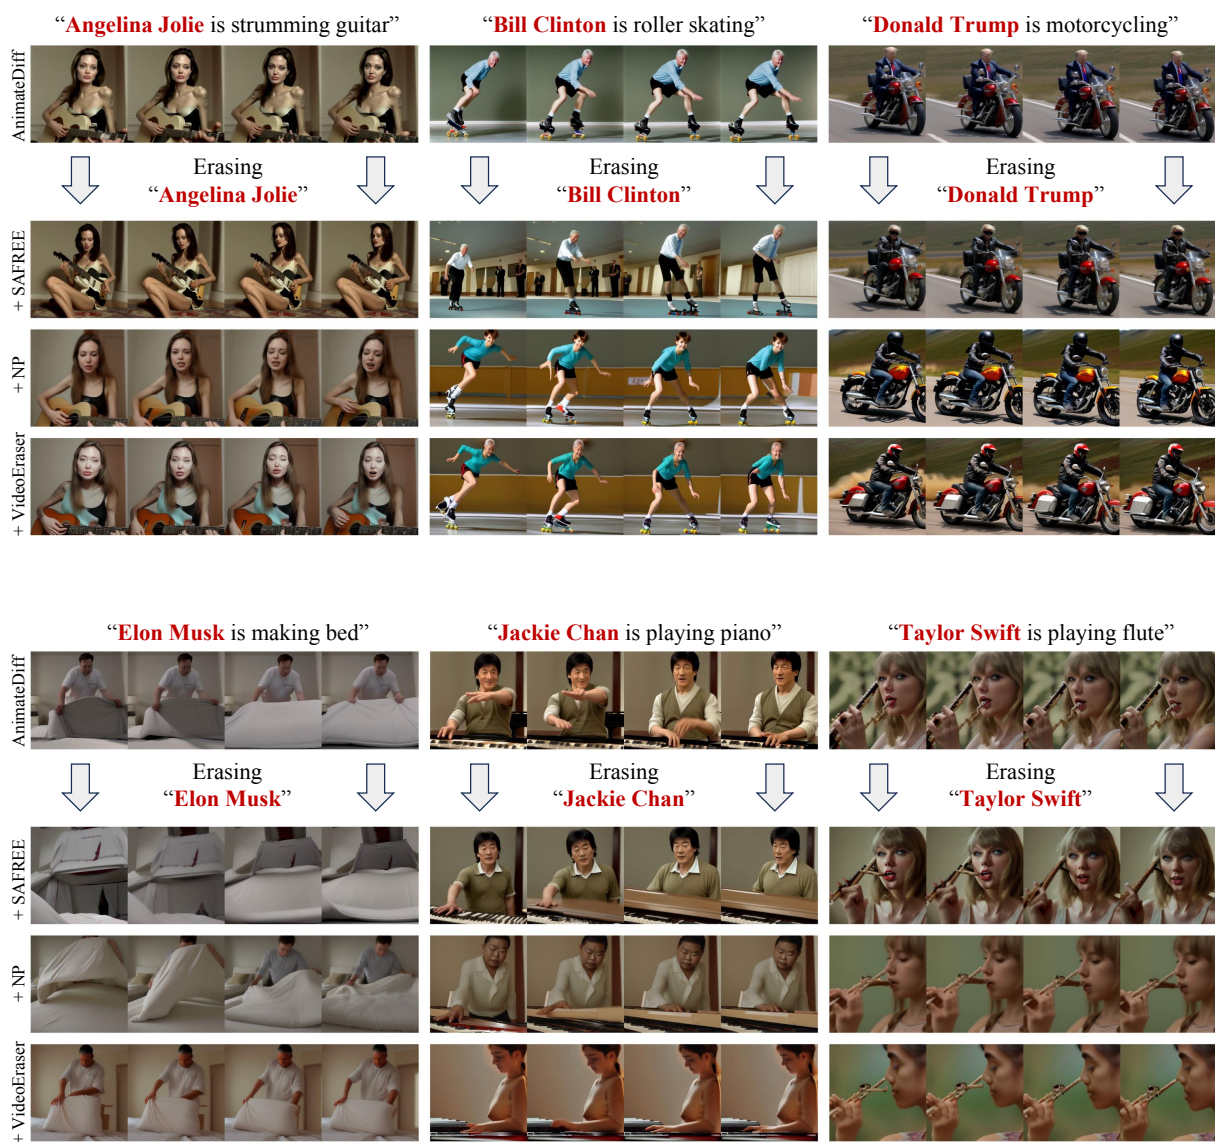 “Angelina Jolie is strumming guitar”
“Bill Clinton is roller skating”
“Donald Trump is motorcycling”
AnimateDiff
Erasing
“Angelina Jolie”
Erasing
“Bill Clinton”
Erasing
“Donald Trump”
+ SAFREE
+ NP
+ VideoEraser
“Elon Musk is making bed”
“Jackie Chan is playing piano”
“Taylor Swift is playing flute”
AnimateDiff
Erasing
“Elon Musk”
Erasing
“Jackie Chan”
Erasing
“Taylor Swift”
+ SAFREE
+ NP
+ VideoEraser